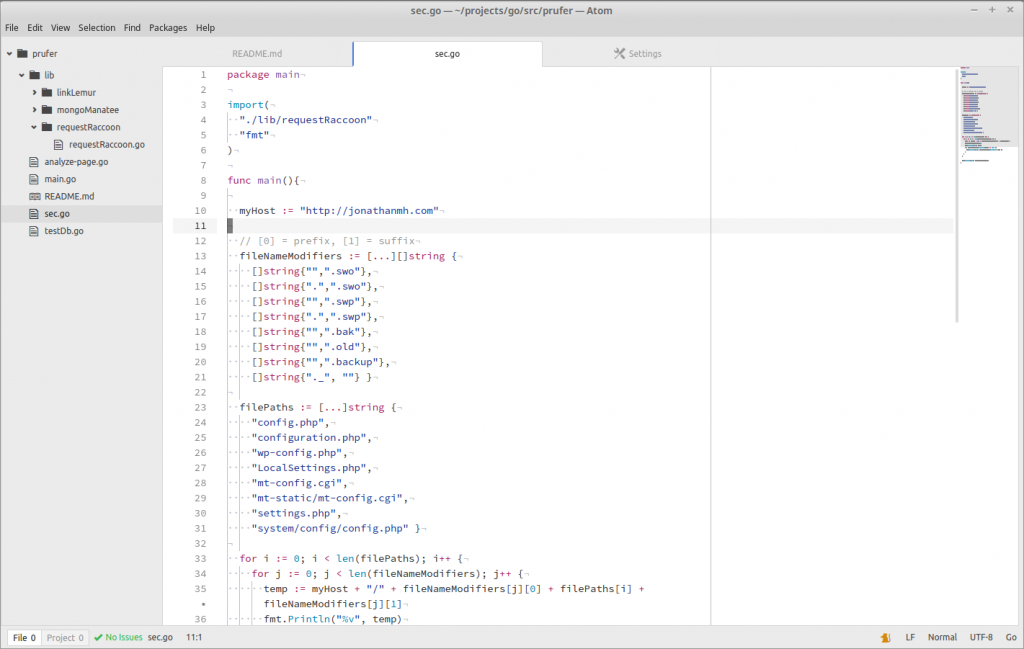 sec.go — ~/projects/go/src/prufer — Atom
File Edit View Selection Find Packages Help
prufer
lib
linkLemur
mongoManatee
requestRaccoon
requestRaccoon.go
analyze-page.go
main.go
README.md
sec.go
testDb.go
README.md
sec.go
Settings
1 package main¬
2 ¬
3 import(¬
4 ··"./lib/requestRaccoon"¬
5 ··"fmt"¬
6 )¬
7 ¬
8 func main(){¬
9 ¬
10 ··myHost := "http://jonathanmh.com"¬
11
12 ··// [0] = prefix, [1] = suffix¬
13 ··fileNameModifiers := [...][]string {¬
14 ····[]string{"",".swo"},¬
15 ····[]string{".",".swo"},¬
16 ····[]string{"",".swp"},¬
17 ····[]string{".",".swp"},¬
18 ····[]string{"",".bak"},¬
19 ····[]string{"",".old"},¬
20 ····[]string{"",".backup"},¬
21 ····[]string{"._", ""} }¬
22 ¬
23 ··filePaths := [...]string {¬
24 ····"config.php",¬
25 ····"configuration.php",¬
26 ····"wp-config.php",¬
27 ····"LocalSettings.php",¬
28 ····"mt-config.cgi",¬
29 ····"mt-static/mt-config.cgi",¬
30 ····"settings.php",¬
31 ····"system/config/config.php" }¬
32 ¬
33 ··for i := 0; i < len(filePaths); i++ {¬
34 ····for j := 0; j < len(fileNameModifiers); j++ {¬
35 ······temp := myHost + "/" + fileNameModifiers[j][0] + filePaths[i] +
• fileNameModifiers[j][1]¬
36 ······fmt.Println("%v", temp)¬
File 0 Project 0 No Issues sec.go 11:1 LF Normal UTF-8 Go